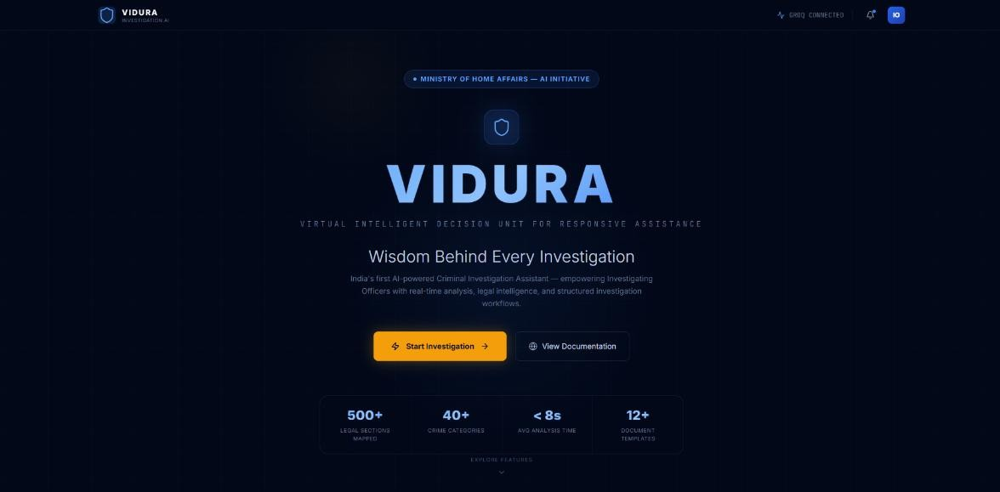 VIDURA
INVESTIGATION AI
GROQ CONNECTED
IO
MINISTRY OF HOME AFFAIRS — AI INITIATIVE
VIDURA
VIRTUAL INTELLIGENT DECISION UNIT FOR RESPONSIVE ASSISTANCE
Wisdom Behind Every Investigation
India's first AI-powered Criminal Investigation Assistant — empowering Investigating
Officers with real-time analysis, legal intelligence, and structured investigation
workflows.
Start Investigation
View Documentation
500+
LEGAL SECTIONS
MAPPED
40+
CRIME CATEGORIES
< 8s
AVG ANALYSIS TIME
12+
DOCUMENT
TEMPLATES
EXPLORE FEATURES